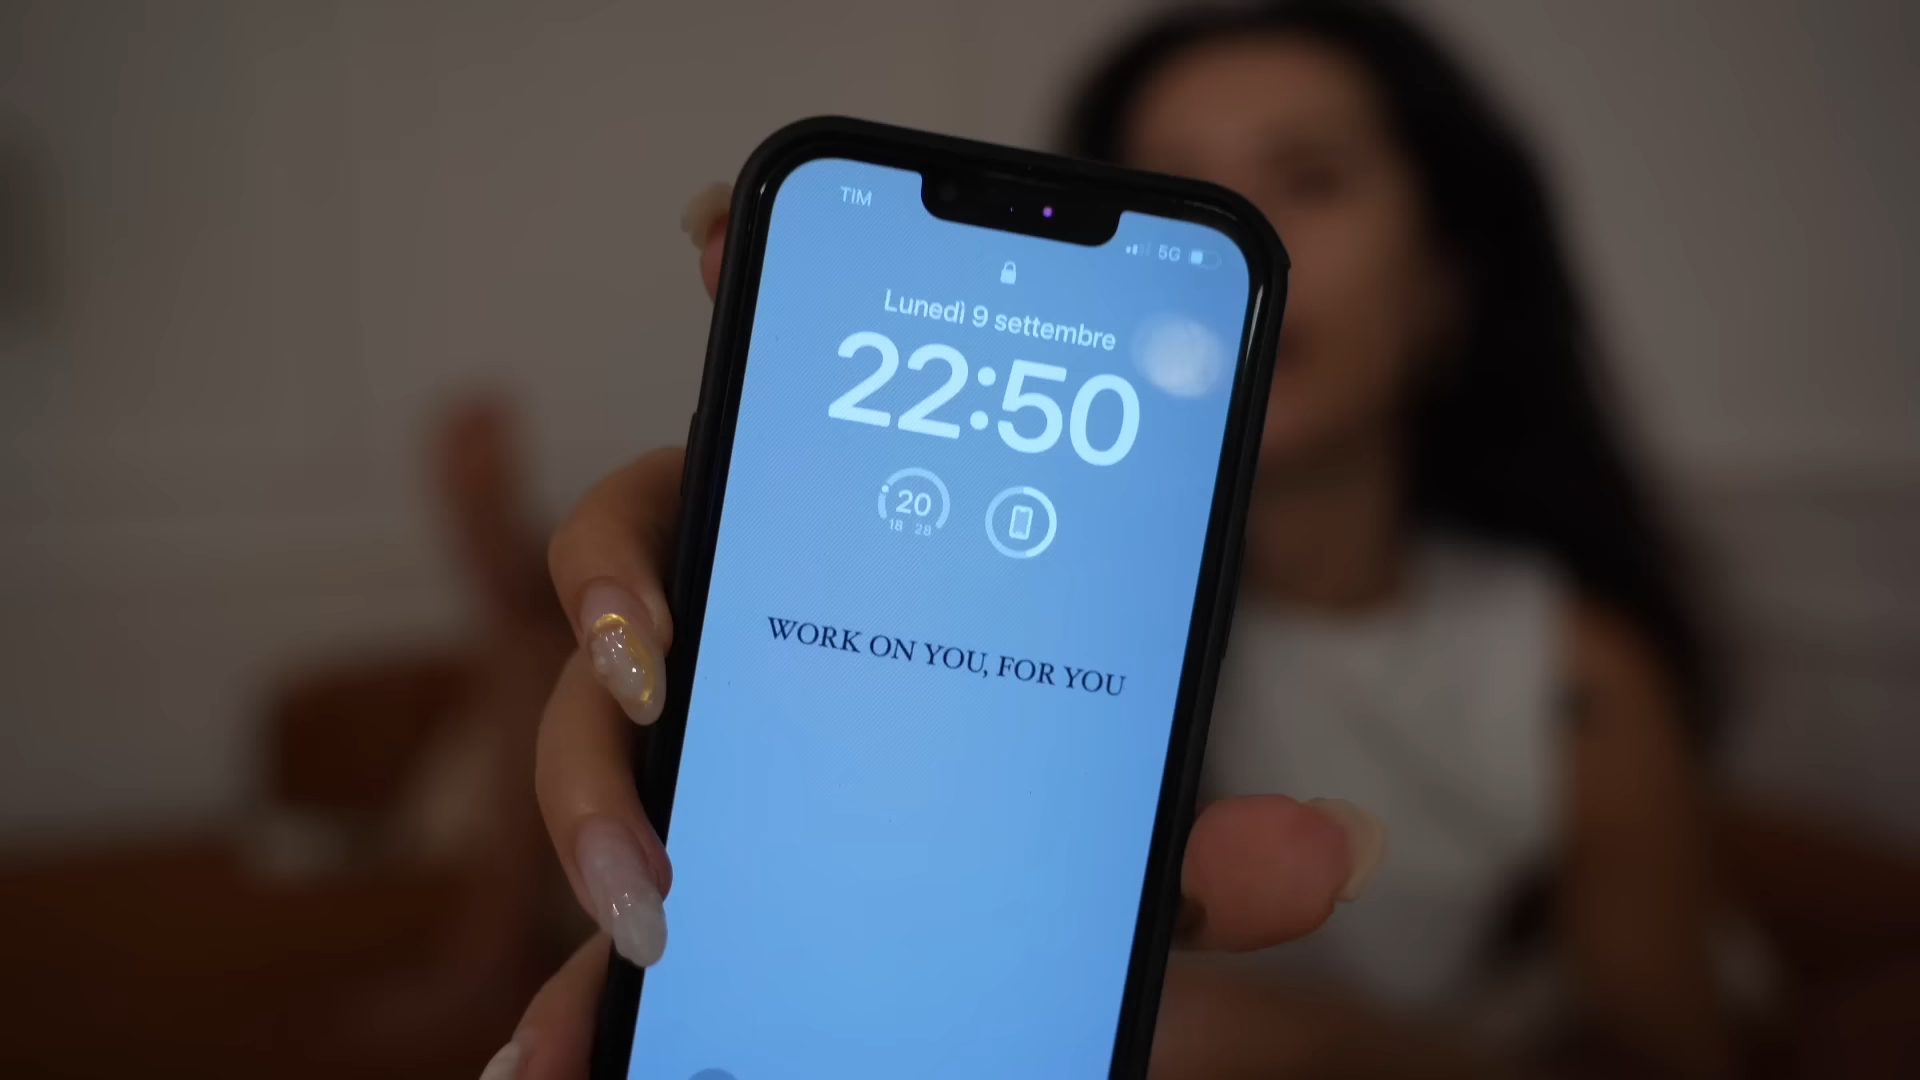 TIM
5G
Lunedì 9 settembre
22:50
20
18 28
WORK ON YOU, FOR YOU